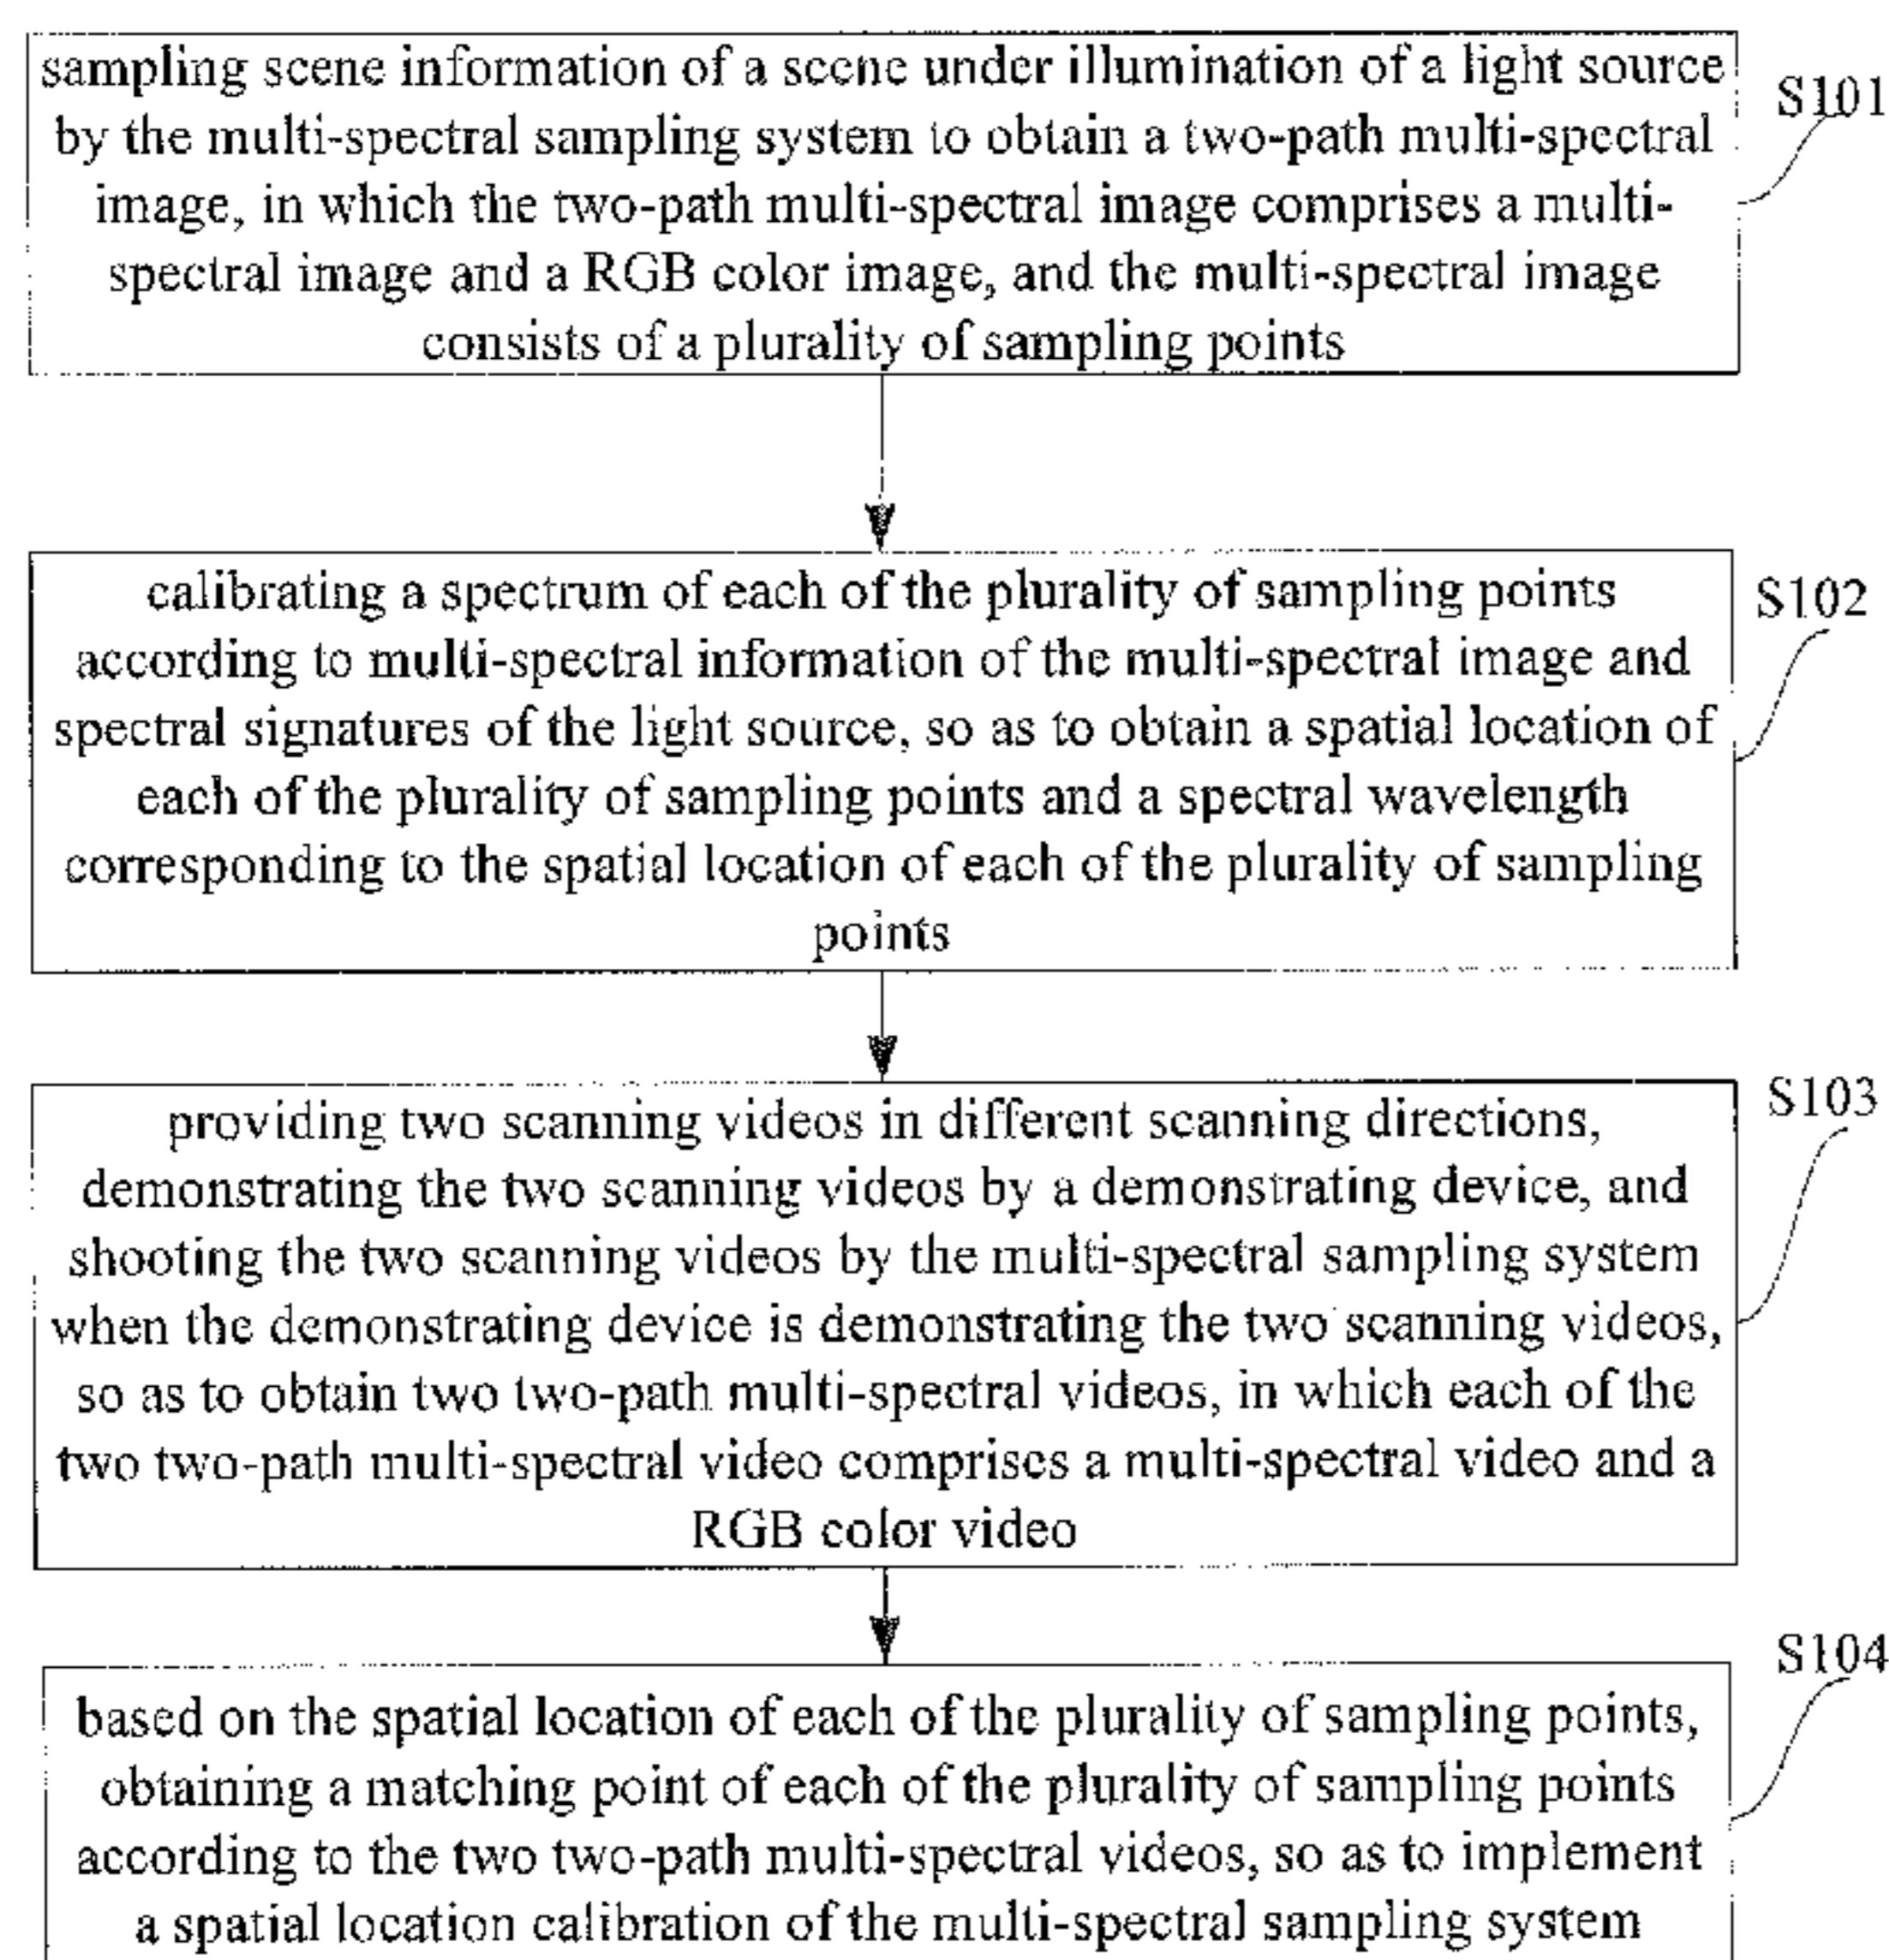 sampling scene information of a scene under illumination of a light source
by the multi-spectral sampling system to obtain a two-path multi-spectral
image, in which the two-path multi-spectral image comprises a multi-
spectral image and a RGB color image, and the multi-spectral image
consists of a plurality of sampling points
S101
calibrating a spectrum of each of the plurality of sampling points
according to multi-spectral information of the multi-spectral image and
spectral signatures of the light source, so as to obtain a spatial location of
each of the plurality of sampling points and a spectral wavelength
corresponding to the spatial location of each of the plurality of sampling
points
S102
providing two scanning videos in different scanning directions,
demonstrating the two scanning videos by a demonstrating device, and
shooting the two scanning videos by the multi-spectral sampling system
when the demonstrating device is demonstrating the two scanning videos,
so as to obtain two two-path multi-spectral videos, in which each of the
two two-path multi-spectral video comprises a multi-spectral video and a
RGB color video
S103
based on the spatial location of each of the plurality of sampling points,
obtaining a matching point of each of the plurality of sampling points
according to the two two-path multi-spectral videos, so as to implement
a spatial location calibration of the multi-spectral sampling system
S104